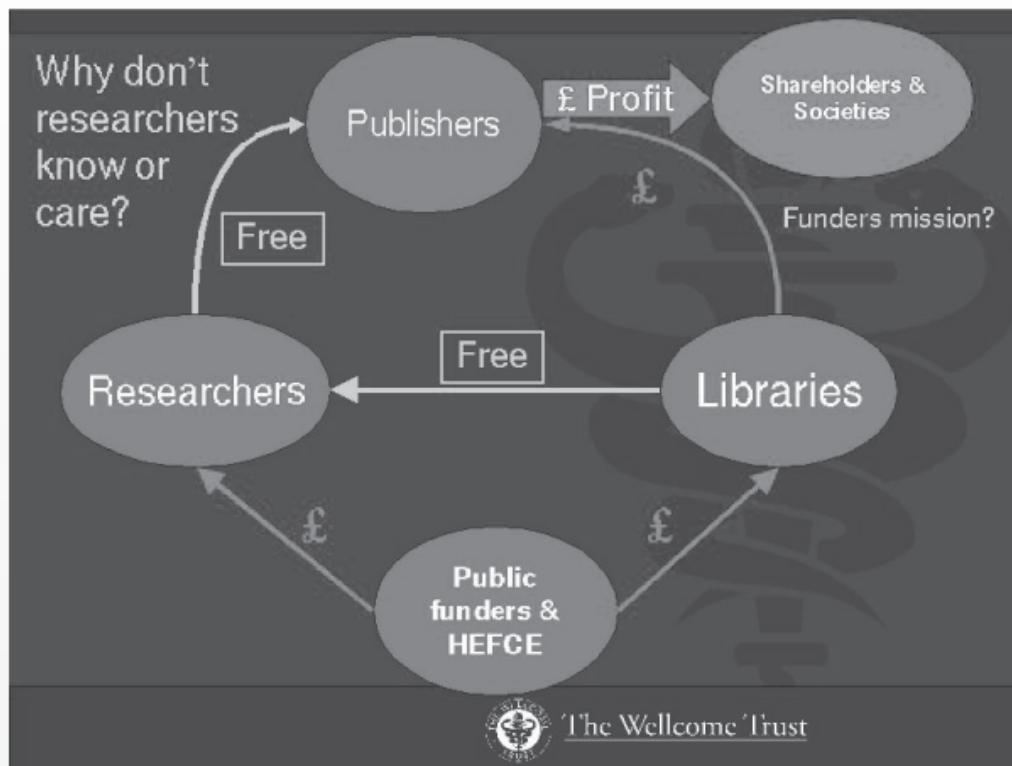 Why don't
researchers
know or
care?
Publishers
£ Profit
Shareholders &
Societies
£
Funders mission?
Free
Free
Researchers
Libraries
£
£
Public
funders &
HEFCE
The Wellcome Trust